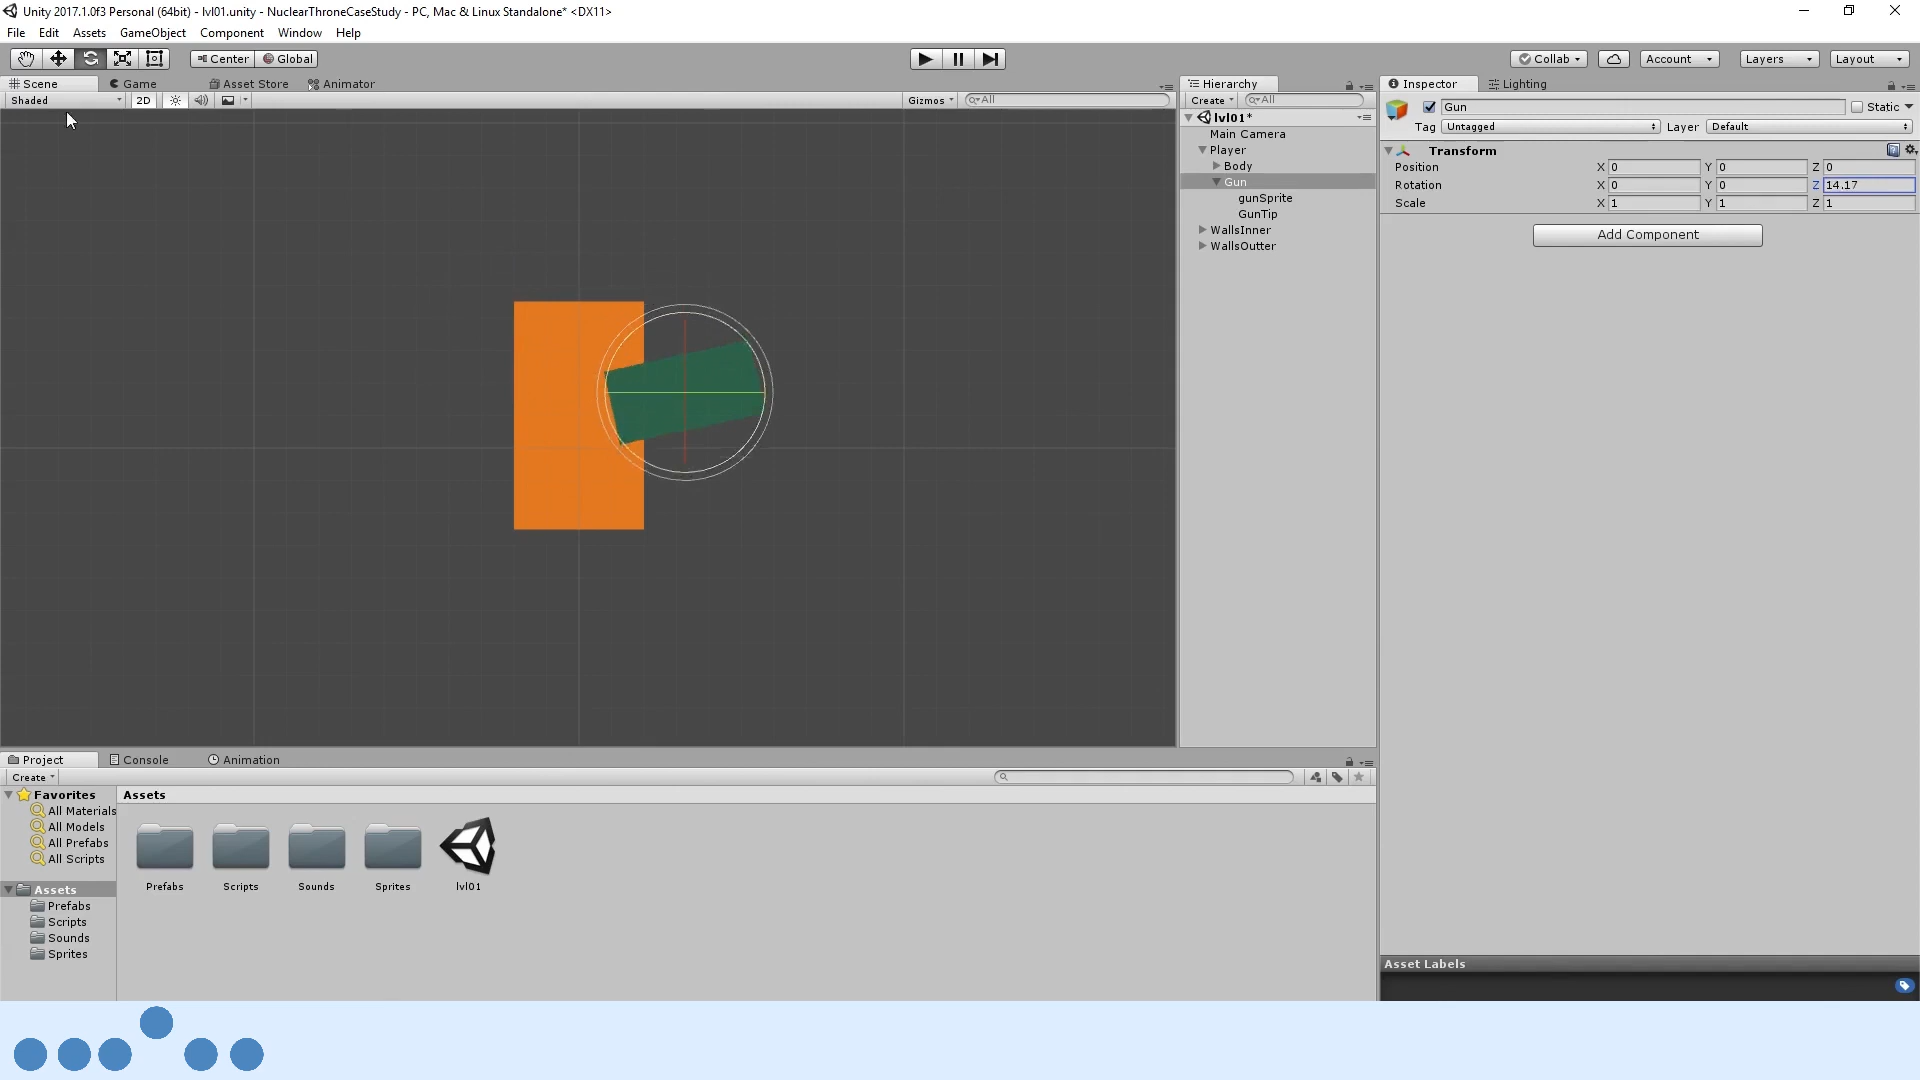 Unity 2017.1.0f3 Personal (64bit) - lvl01.unity - NuclearThroneCaseStudy - PC, Mac & Linux Standalone* <DX11>
File Edit Assets GameObject Component Window Help
Center Global Collab Account Layers Layout
Scene Game Asset Store Animator
Shaded 2D Gizmos All
Hierarchy
Create All
lvl01*
Main Camera
Player
Body
Gun
gunSprite
GunTip
WallsInner
WallsOutter
Inspector Lighting
Gun Static
Tag Untagged Layer Default
Transform
Position X 0 Y 0 Z 0
Rotation X 0 Y 0 Z 14.17
Scale X 1 Y 1 Z 1
Add Component
Project Console Animation
Create
Favorites
All Materials
All Models
All Prefabs
All Scripts
Assets
Prefabs
Scripts
Sounds
Sprites
Assets
Prefabs Scripts Sounds Sprites lvl01
Asset Labels